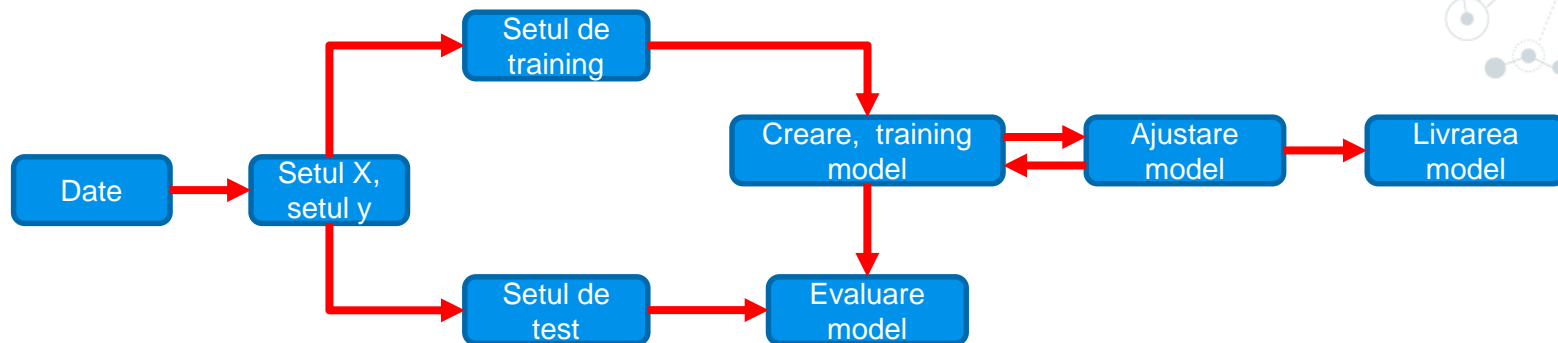 Setul de
training
Creare, training
model
Ajustare
model
Livrarea
model
Date
Setul X,
setul y
Setul de
test
Evaluare
model